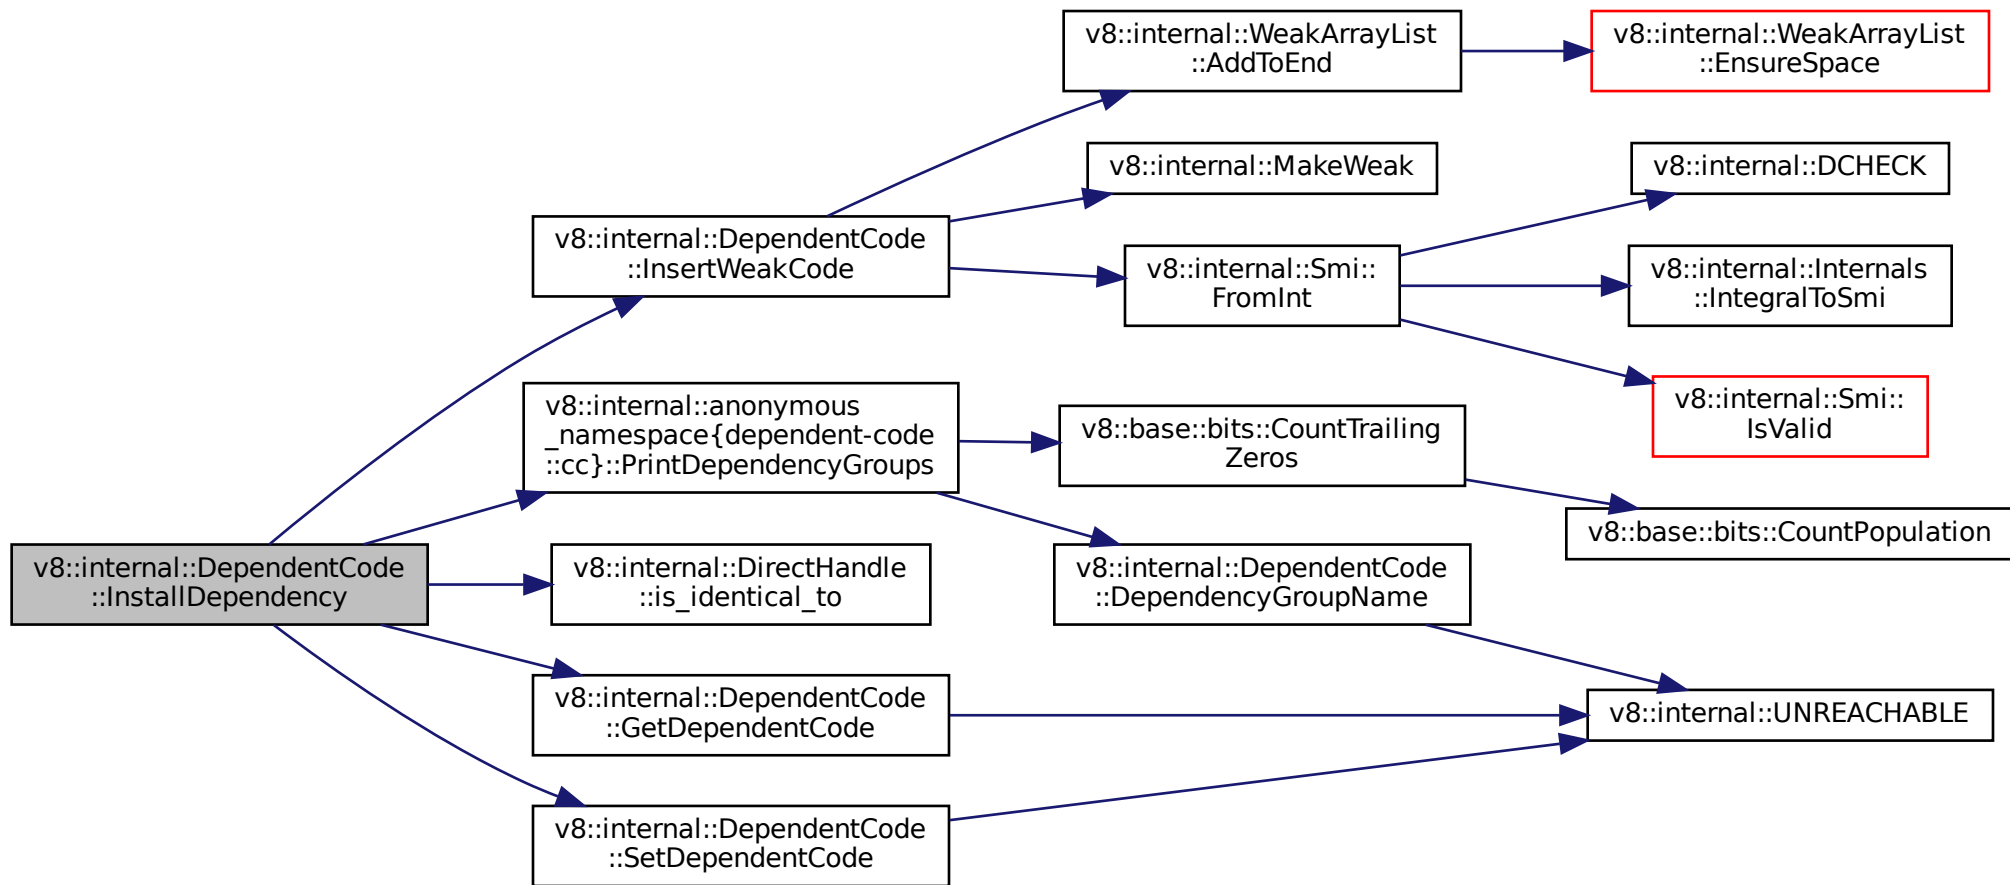 v8::internal::WeakArrayList
::AddToEnd
v8::internal::WeakArrayList
::EnsureSpace
v8::internal::MakeWeak
v8::internal::DCHECK
v8::internal::DependentCode
::InsertWeakCode
v8::internal::Smi::
FromInt
v8::internal::Internals
::IntegralToSmi
v8::internal::Smi::
IsValid
v8::internal::anonymous
_namespace{dependent-code
::cc}::PrintDependencyGroups
v8::base::bits::CountTrailing
Zeros
v8::base::bits::CountPopulation
v8::internal::DependentCode
::InstallDependency
v8::internal::DirectHandle
::is_identical_to
v8::internal::DependentCode
::DependencyGroupName
v8::internal::DependentCode
::GetDependentCode
v8::internal::UNREACHABLE
v8::internal::DependentCode
::SetDependentCode